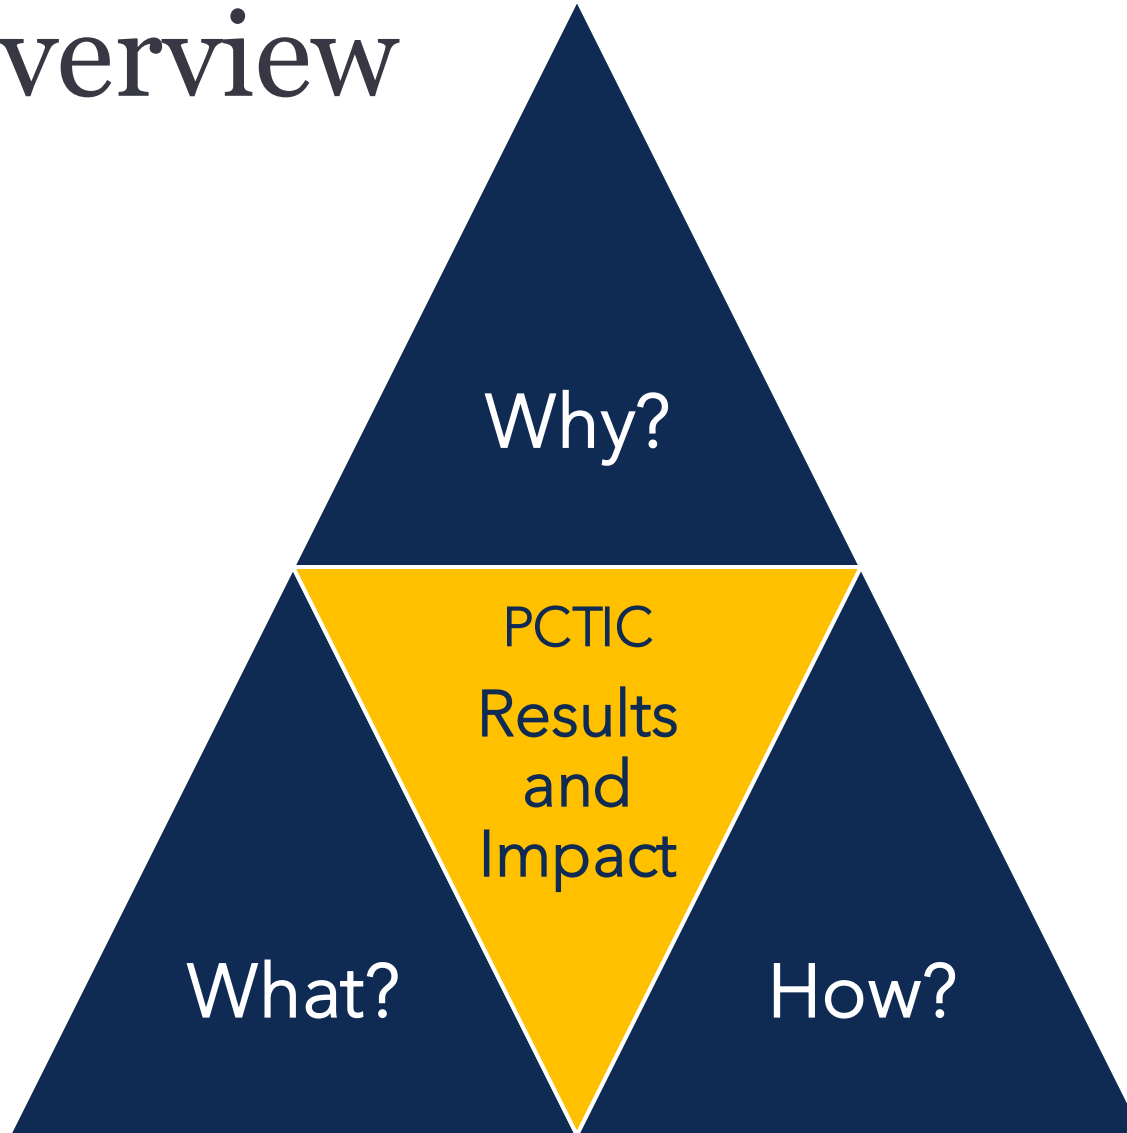 verview
Why?
PCTIC
Results
and
Impact
What?
How?